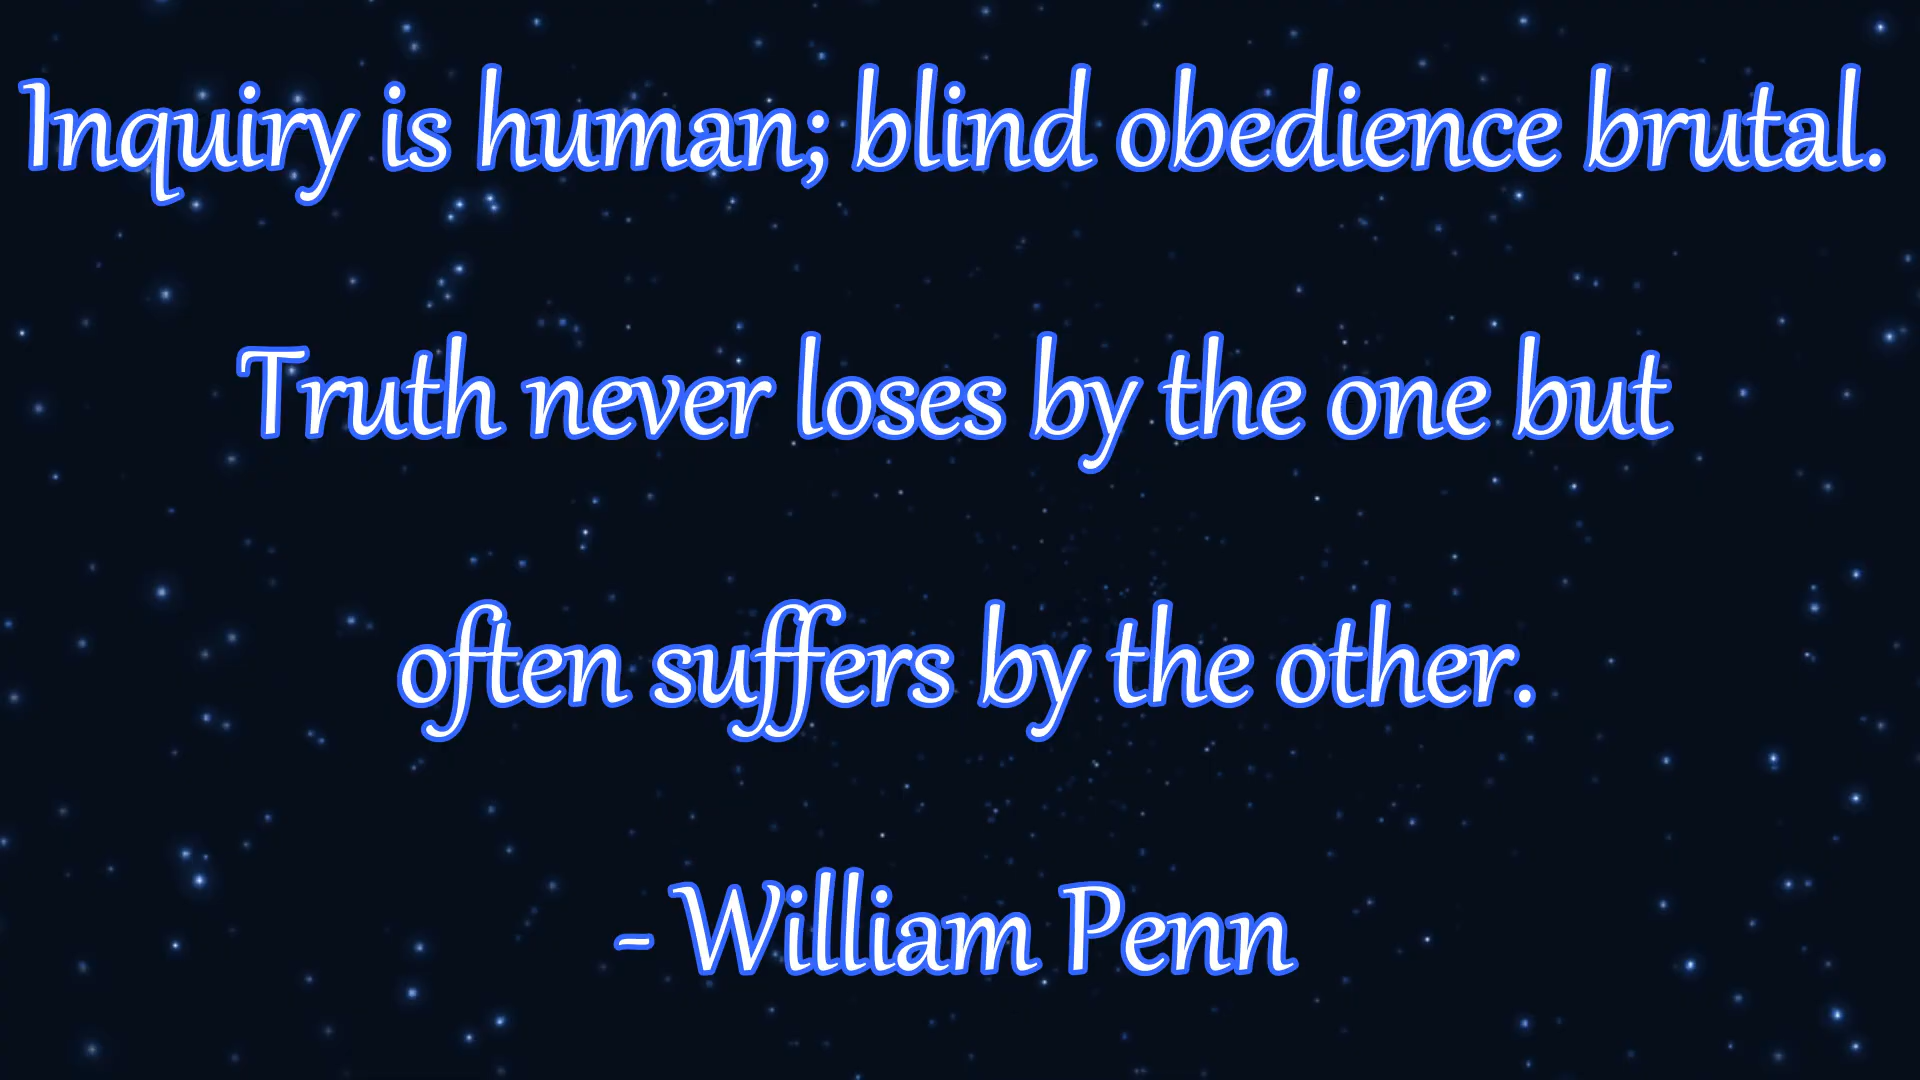 Inquiry is human; blind obedience brutal.
Truth never loses by the one but
often suffers by the other.
- William Penn